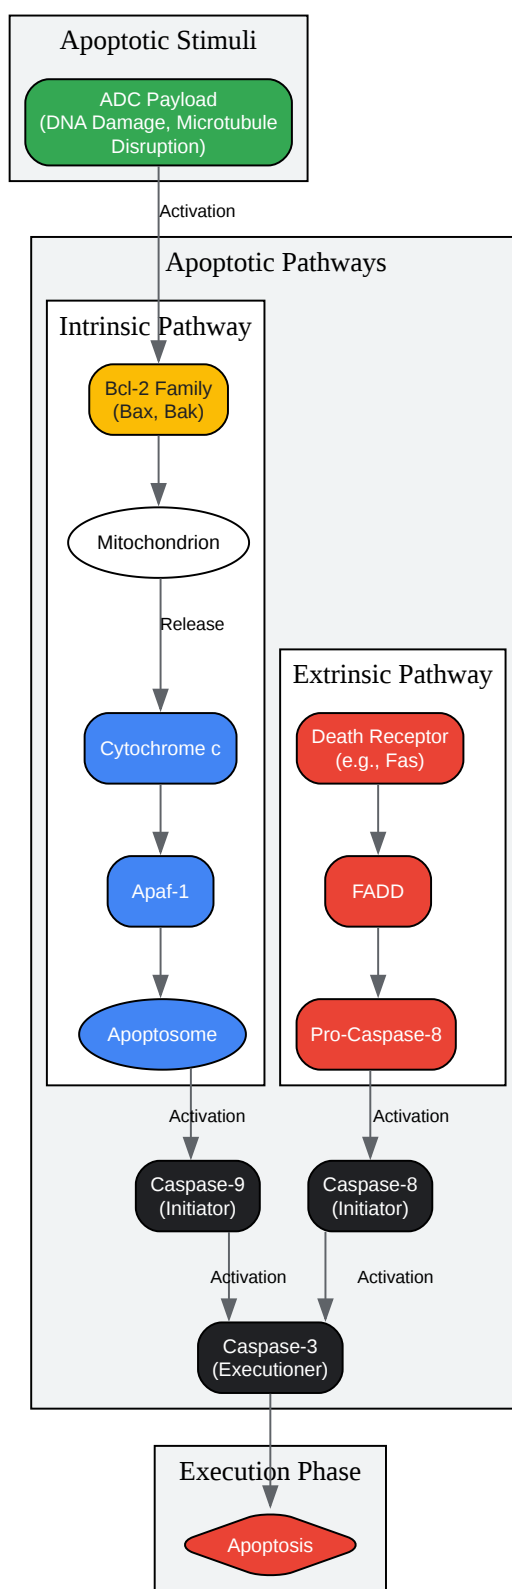 Apoptotic Stimuli
ADC Payload
(DNA Damage, Microtubule
Disruption)
Activation
Apoptotic Pathways
Intrinsic Pathway
Bcl-2 Family
(Bax, Bak)
Mitochondrion
Release
Cytochrome c
Apaf-1
Apoptosome
Extrinsic Pathway
Death Receptor
(e.g., Fas)
FADD
Pro-Caspase-8
Activation
Activation
Caspase-9
(Initiator)
Caspase-8
(Initiator)
Activation
Activation
Caspase-3
(Executioner)
Execution Phase
Apoptosis